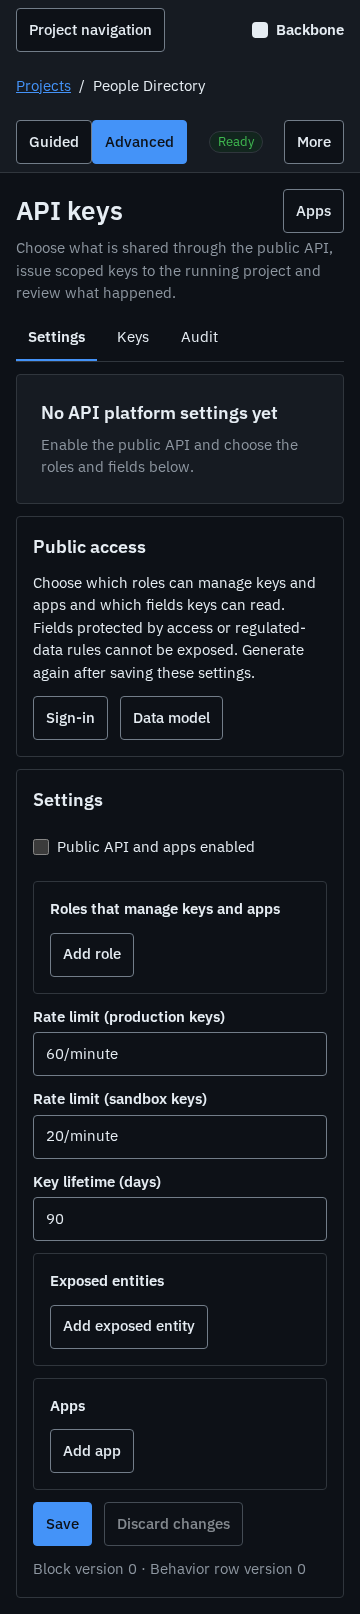 Project navigation
Backbone
Projects / People Directory
Guided
Advanced
Ready
More
API keys
Apps
Choose what is shared through the public API,
issue scoped keys to the running project and
review what happened.
Settings
Keys
Audit
No API platform settings yet
Enable the public API and choose the
roles and fields below.
Public access
Choose which roles can manage keys and
apps and which fields keys can read.
Fields protected by access or regulated-
data rules cannot be exposed. Generate
again after saving these settings.
Sign-in
Data model
Settings
Public API and apps enabled
Roles that manage keys and apps
Add role
Rate limit (production keys)
60/minute
Rate limit (sandbox keys)
20/minute
Key lifetime (days)
90
Exposed entities
Add exposed entity
Apps
Add app
Save
Discard changes
Block version 0 · Behavior row version 0